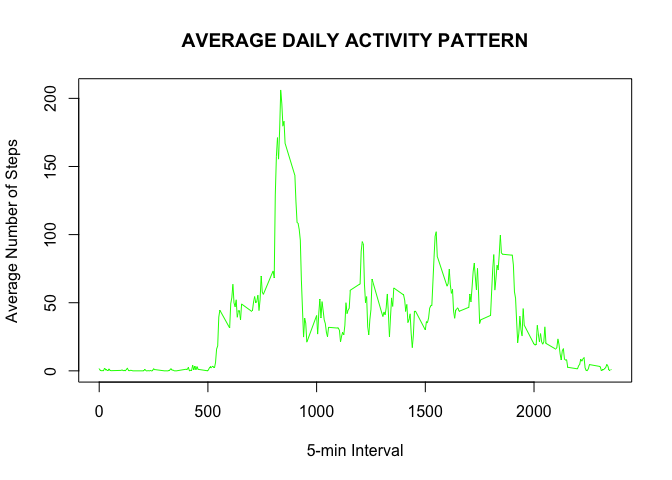 AVERAGE DAILY ACTIVITY PATTERN
Average Number of Steps
200
150
100
50
0
0 500 1000 1500 2000
5-min Interval